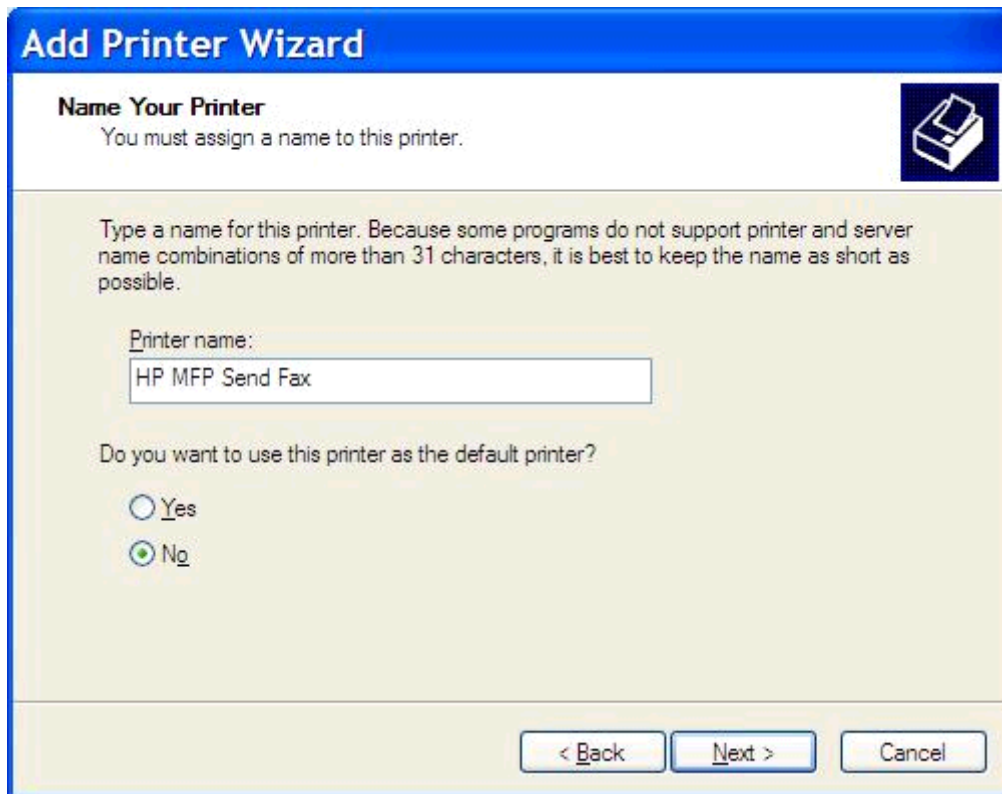 Add Printer Wizard
Name Your Printer
You must assign a name to this printer.
Type a name for this printer. Because some programs do not support printer and server
name combinations of more than 31 characters, it is best to keep the name as short as
possible.
Printer name:
HP MFP Send Fax
Do you want to use this printer as the default printer?
Yes
No
< Back
Next >
Cancel